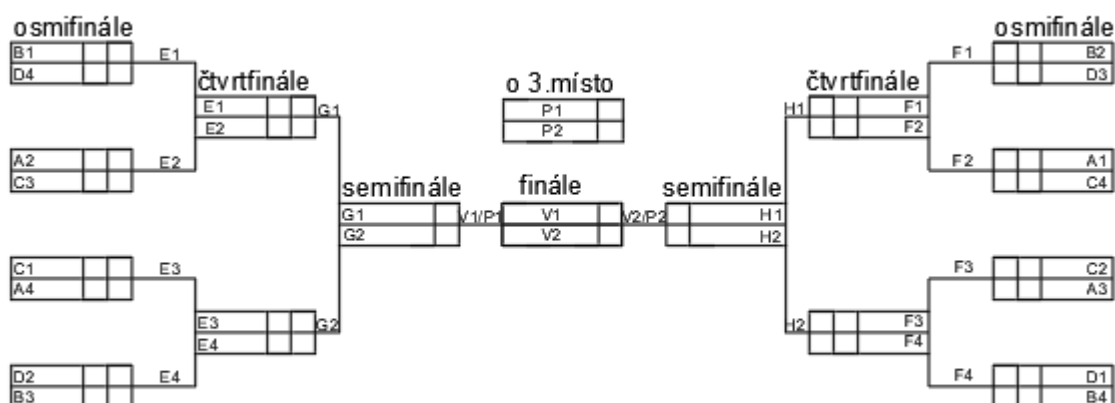 osmifinále
osmifinále
B1
E1
F1
B2
D4
čtvrtfinále
o 3.místo
čtvrtfinále
D3
E1
G1
P1
H1
F1
E2
P2
F2
A2
E2
F2
A1
C3
semifinále
finále
semifinále
C4
G1
V1/P1
V1
V2/P2
H1
G2
V2
H2
C1
E3
F3
C2
A4
A3
E3
G2
H2
F3
E4
F4
D2
E4
F4
D1
B3
B4